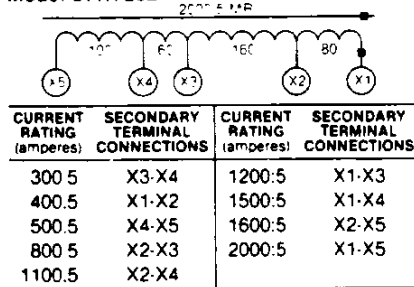 2000:5 MR
100 60 160 80
X5 X4 X3 X2 X1
CURRENT RATING (amperes) SECONDARY TERMINAL CONNECTIONS CURRENT RATING (amperes) SECONDARY TERMINAL CONNECTIONS
300:5 X3-X4 1200:5 X1-X3
400:5 X1-X2 1500:5 X1-X4
500:5 X4-X5 1600:5 X2-X5
800:5 X2-X3 2000:5 X1-X5
1100:5 X2-X4